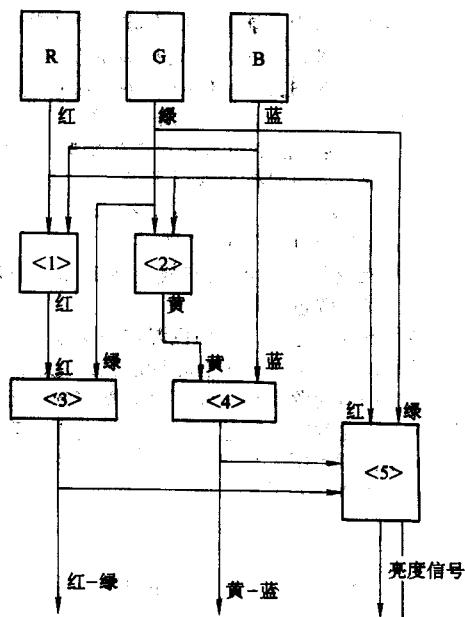 R G B
红 绿 蓝
<1> <2>
红 黄
红 绿 黄 蓝
<3> <4> 红 绿
<5>
亮度信号
红-绿 黄-蓝